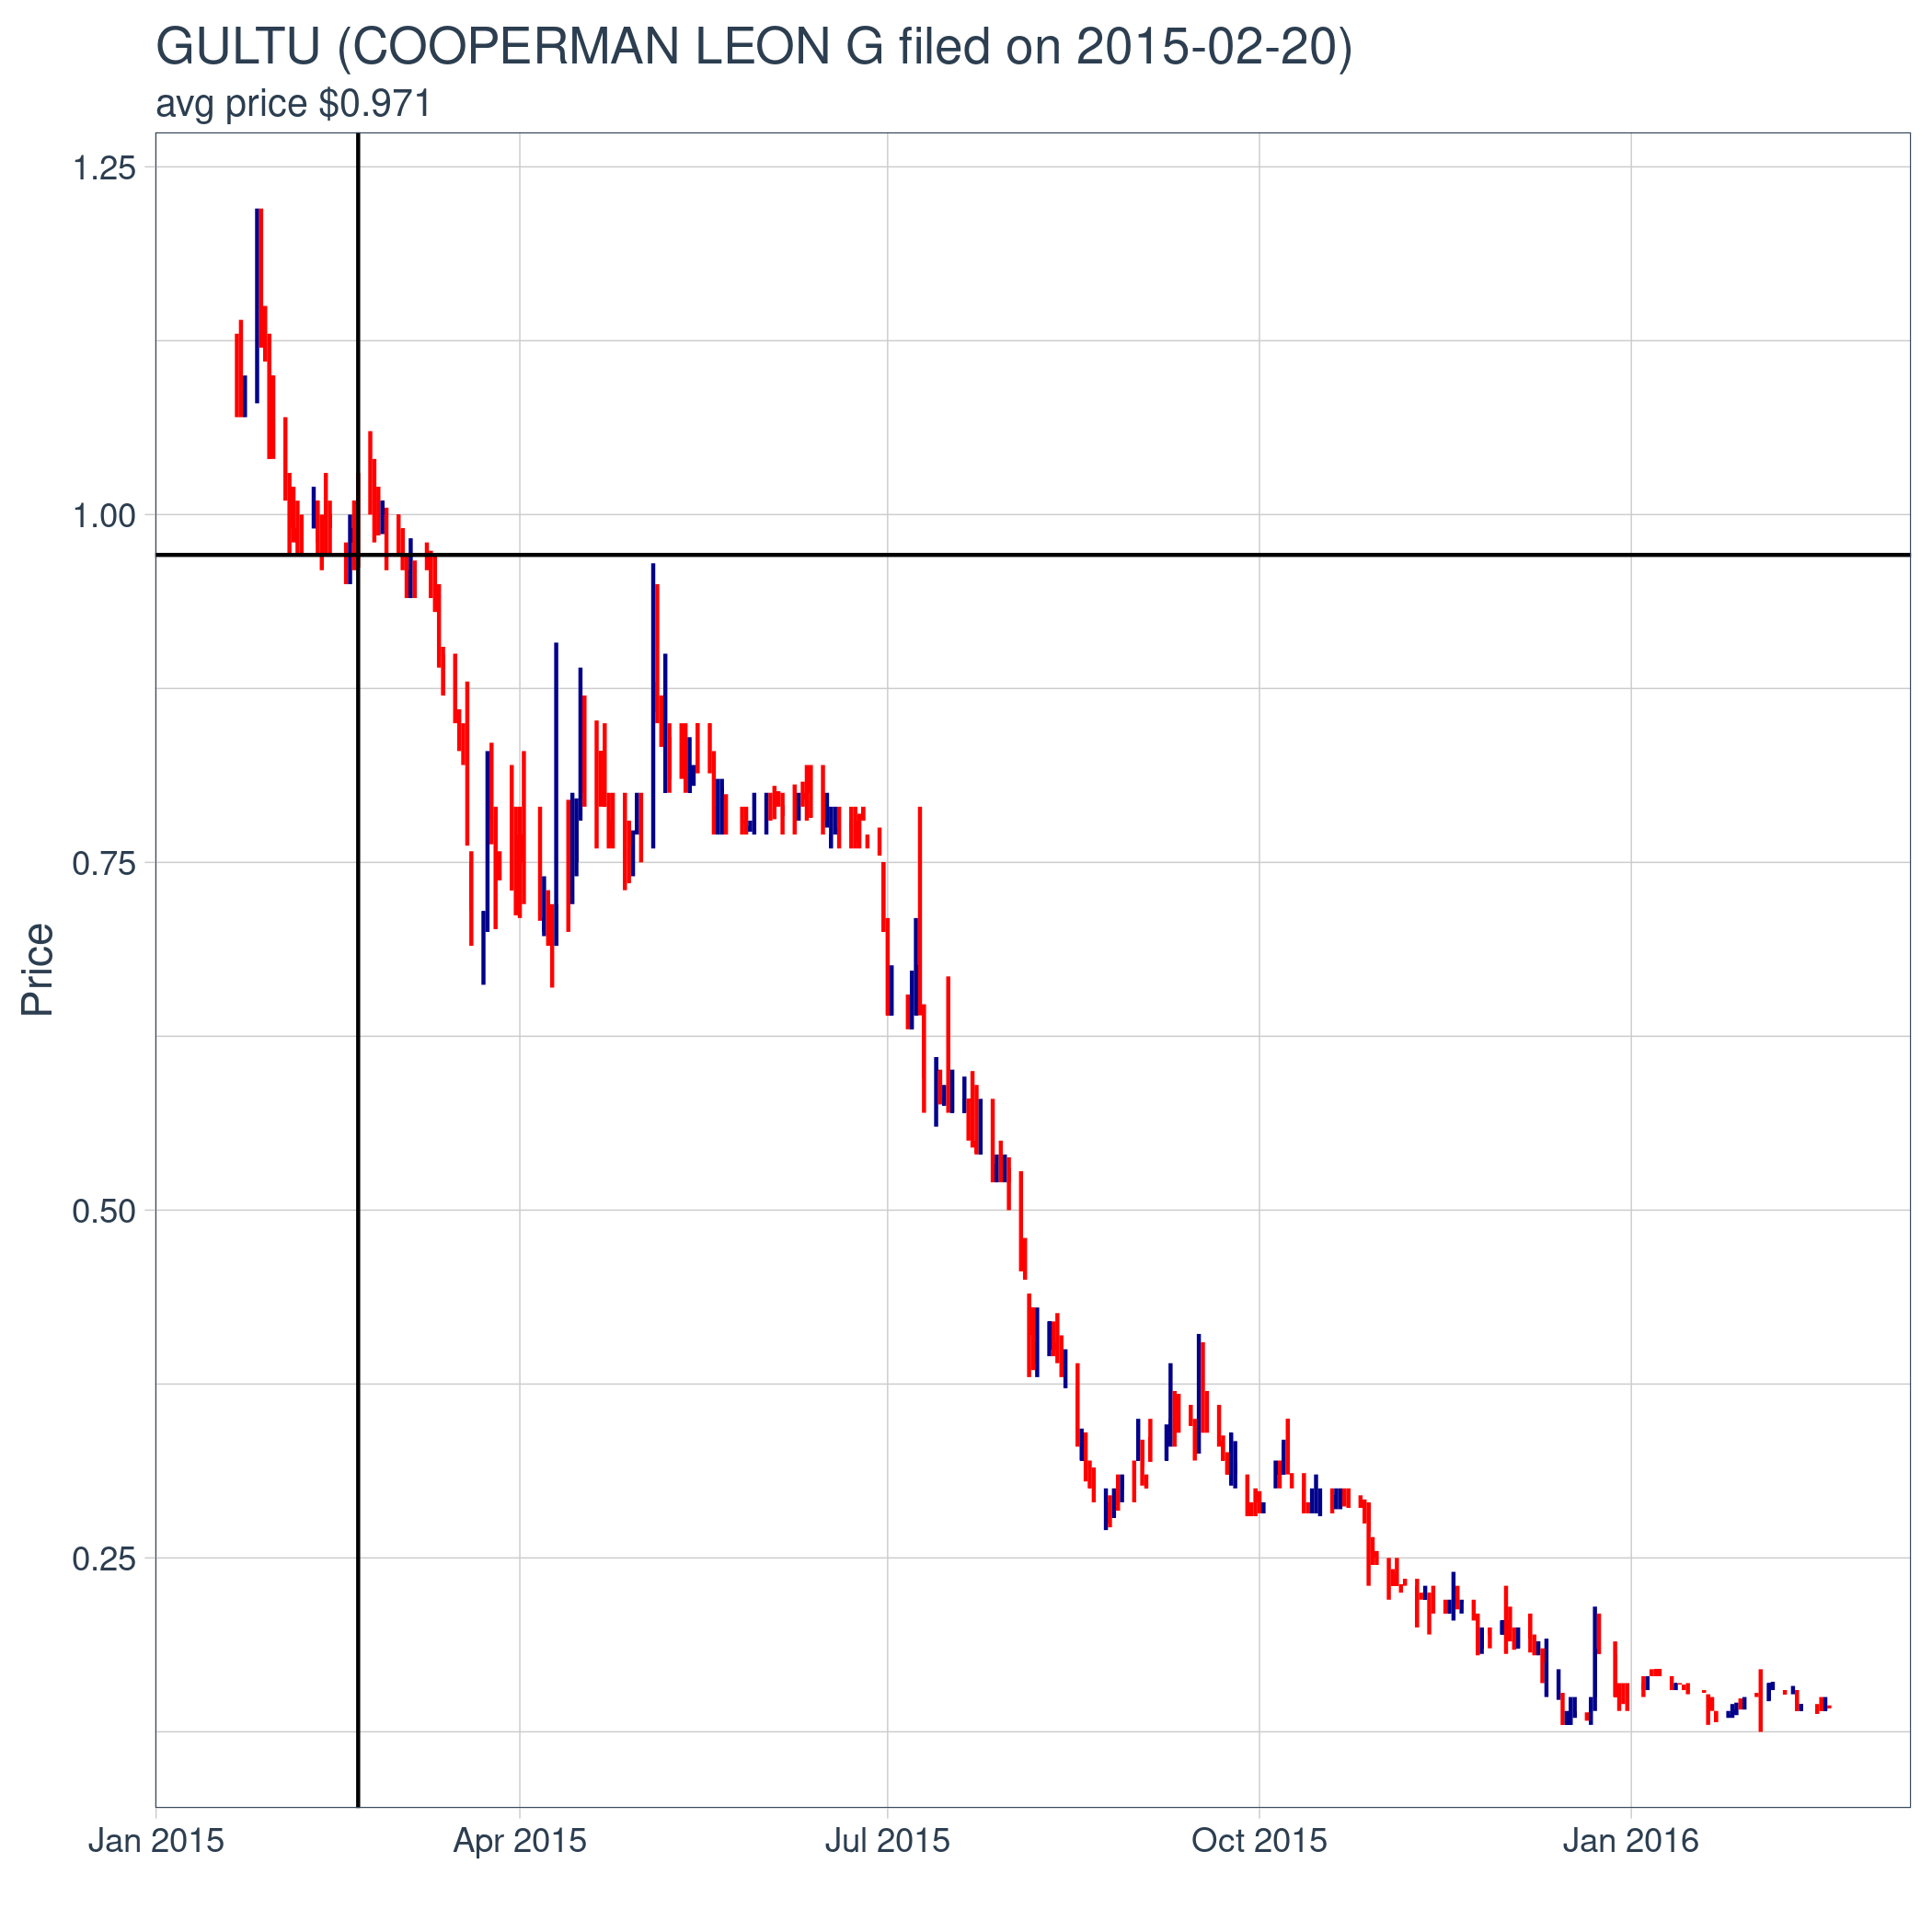 GULTU (COOPERMAN LEON G filed on 2015-02-20)
avg price $0.971
1.25
1.00
0.75
0.50
0.25
Price
Jan 2015
Apr 2015
Jul 2015
Oct 2015
Jan 2016